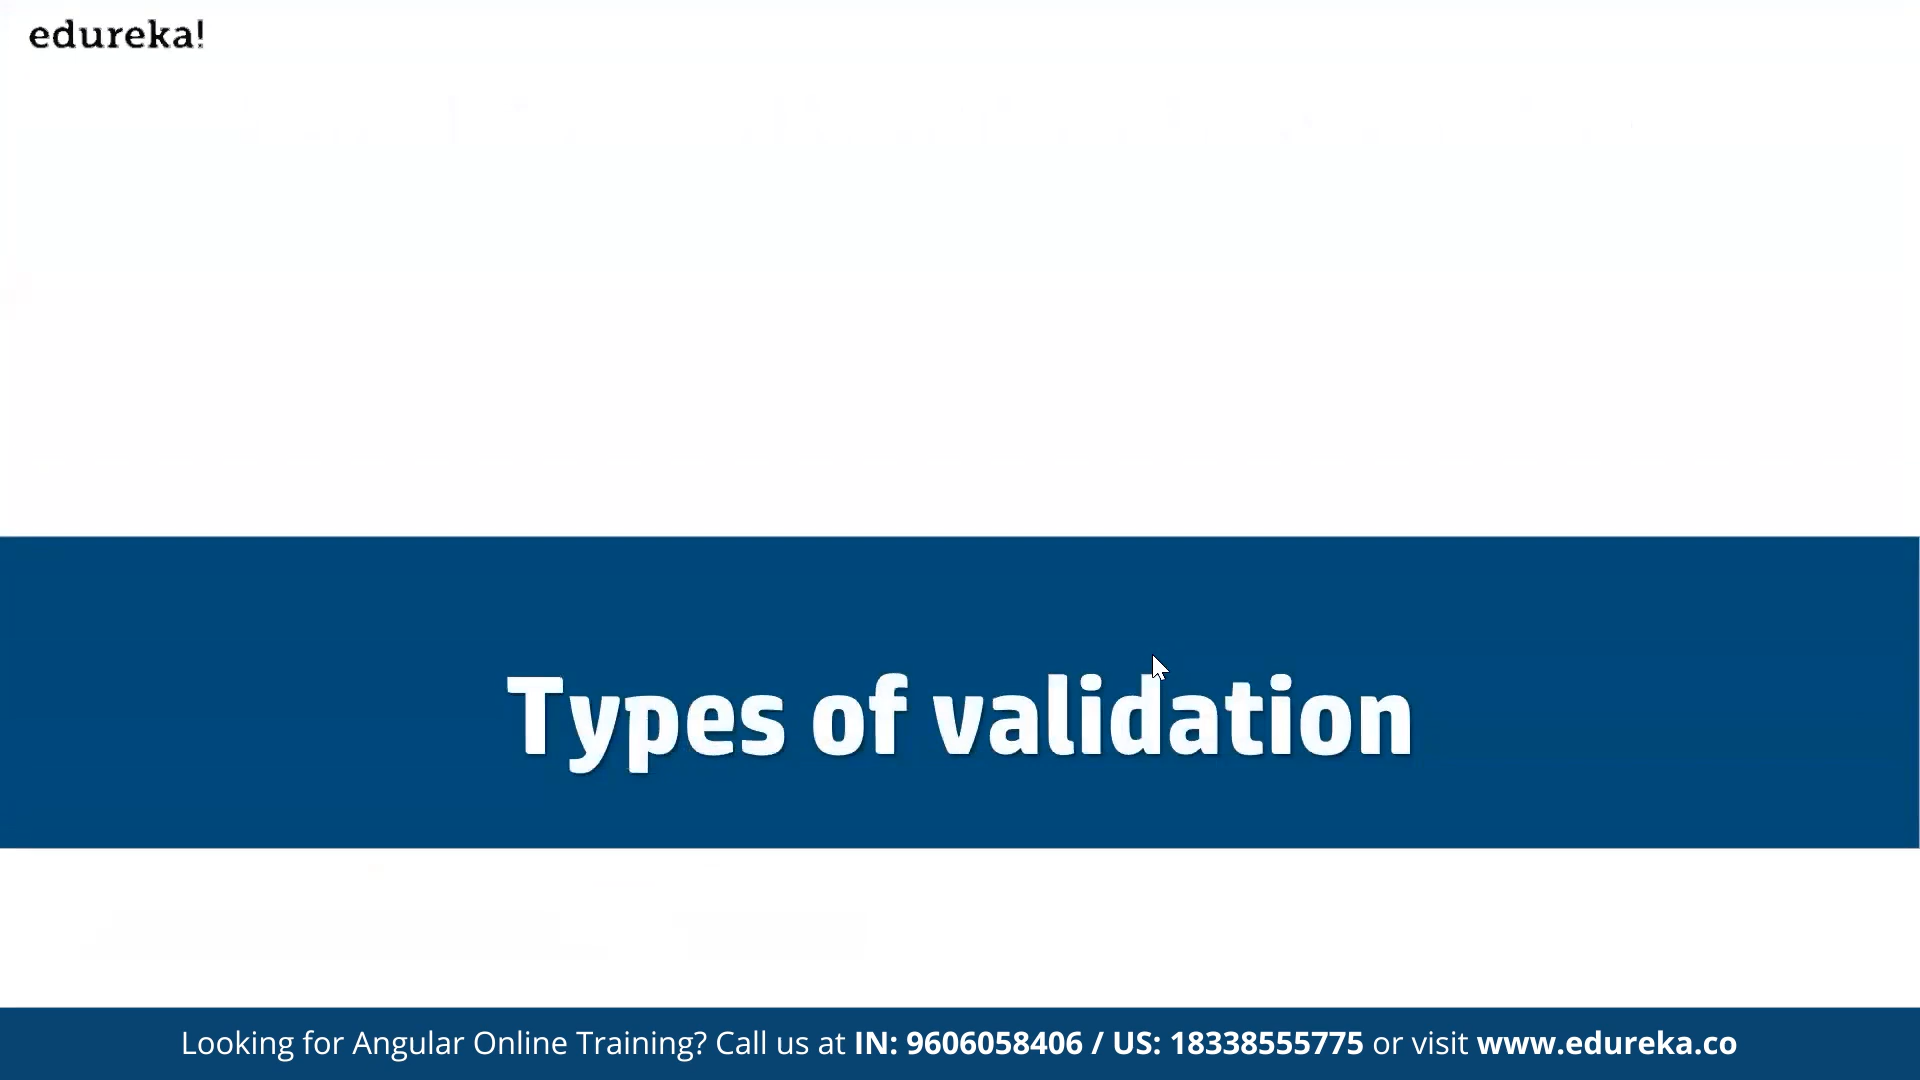 edureka!
Types of validation
Looking for Angular Online Training? Call us at IN: 9606058406 / US: 18338555775 or visit www.edureka.co